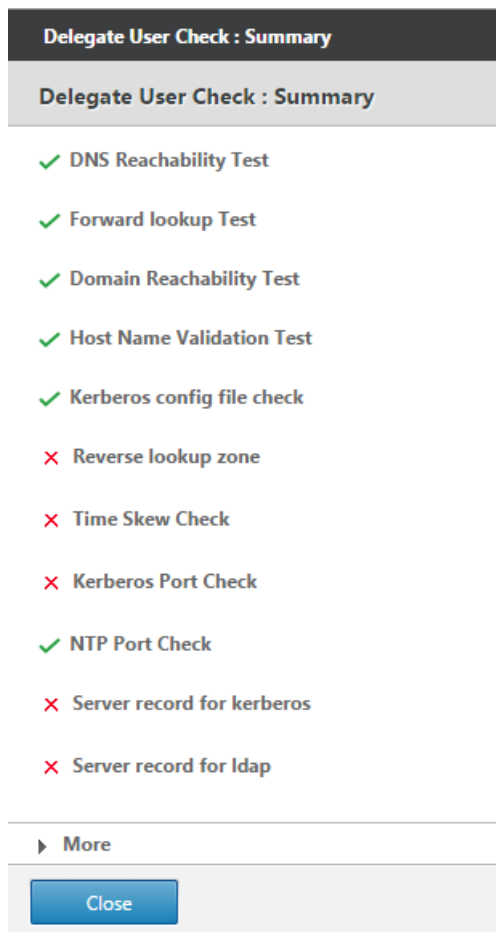 Delegate User Check : Summary
Delegate User Check : Summary
DNS Reachability Test
Forward lookup Test
Domain Reachability Test
Host Name Validation Test
Kerberos config file check
Reverse lookup zone
Time Skew Check
Kerberos Port Check
NTP Port Check
Server record for kerberos
Server record for ldap
More
Close